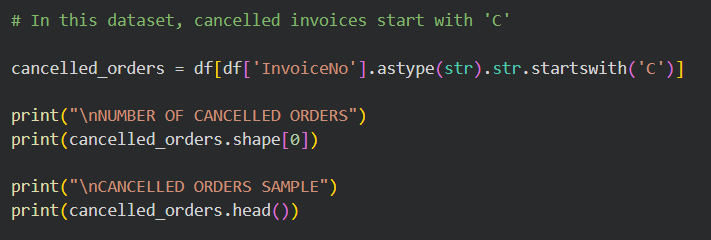 # In this dataset, cancelled invoices start with 'C'
cancelled_orders = df[df['InvoiceNo'].astype(str).str.startswith('C')]
print("\nNUMBER OF CANCELLED ORDERS")
print(cancelled_orders.shape[0])
print("\nCANCELLED ORDERS SAMPLE")
print(cancelled_orders.head())